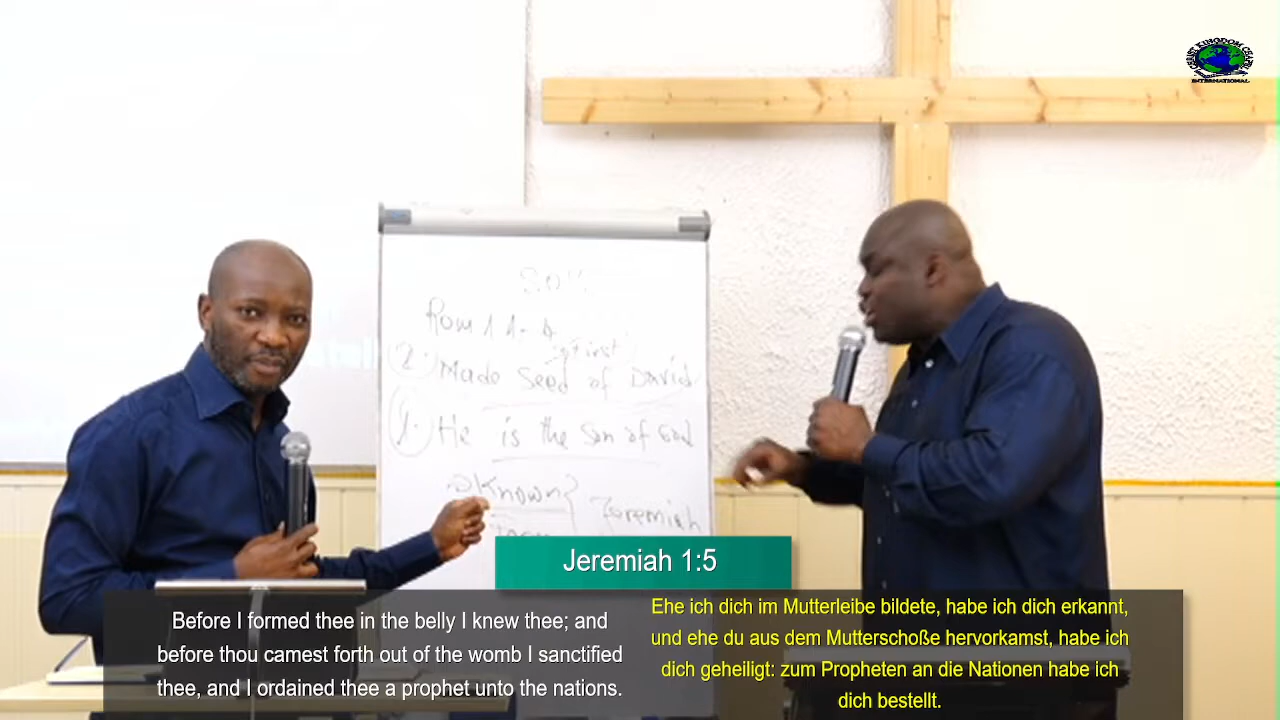 KINGDOM
INTERNATIONAL
Rom 1 1-4
First
2. Made Seed of David
1. He is the Son of God
Known
Jeremiah
Jeremiah 1:5
Before I formed thee in the belly I knew thee; and
before thou camest forth out of the womb I sanctified
thee, and I ordained thee a prophet unto the nations.
Ehe ich dich im Mutterleibe bildete, habe ich dich erkannt,
und ehe du aus dem Mutterschoße hervorkamst, habe ich
dich geheiligt: zum Propheten an die Nationen habe ich
dich bestellt.